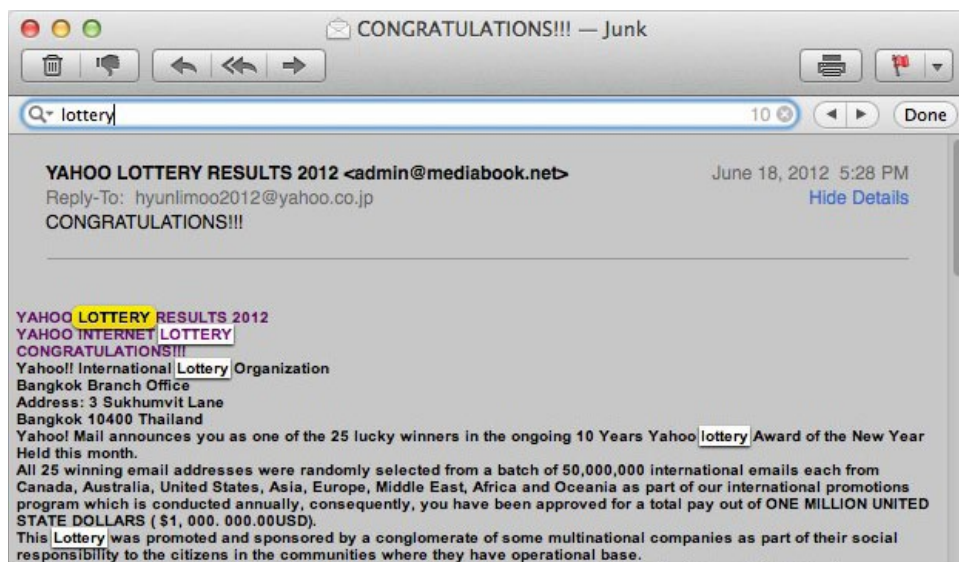 CONGRATULATIONS!!! — Junk
lottery 10 Done
YAHOO LOTTERY RESULTS 2012 <admin@mediabook.net> June 18, 2012 5:28 PM
Reply-To: hyunlimoo2012@yahoo.co.jp Hide Details
CONGRATULATIONS!!!
YAHOO LOTTERY RESULTS 2012
YAHOO INTERNET LOTTERY
CONGRATULATIONS!!!
Yahoo!! International Lottery Organization
Bangkok Branch Office
Address: 3 Sukhumvit Lane
Bangkok 10400 Thailand
Yahoo! Mail announces you as one of the 25 lucky winners in the ongoing 10 Years Yahoo lottery Award of the New Year
Held this month.
All 25 winning email addresses were randomly selected from a batch of 50,000,000 international emails each from
Canada, Australia, United States, Asia, Europe, Middle East, Africa and Oceania as part of our international promotions
program which is conducted annually, consequently, you have been approved for a total pay out of ONE MILLION UNITED
STATE DOLLARS ( $1, 000. 000.00USD).
This Lottery was promoted and sponsored by a conglomerate of some multinational companies as part of their social
responsibility to the citizens in the communities where they have operational base.